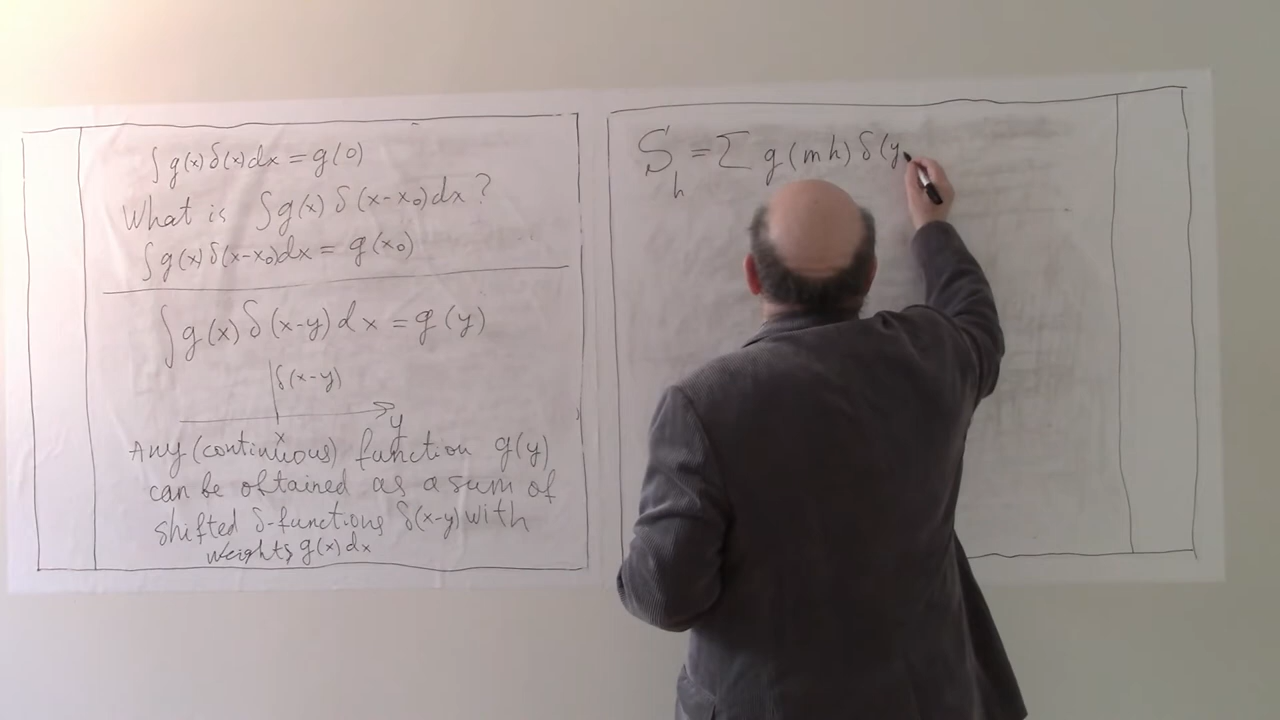 ∫g(x)δ(x)dx = g(0)
What is ∫g(x) δ(x-x₀)dx ?
∫g(x)δ(x-x₀)dx = g(x₀)
∫g(x)δ(x-y)dx = g(y)
δ(x-y)
y
x
Any (continuous) function g(y)
can be obtained as a sum of
shifted δ-functions δ(x-y) with
weights g(x)dx
S_h = Σ g(mh) δ(y